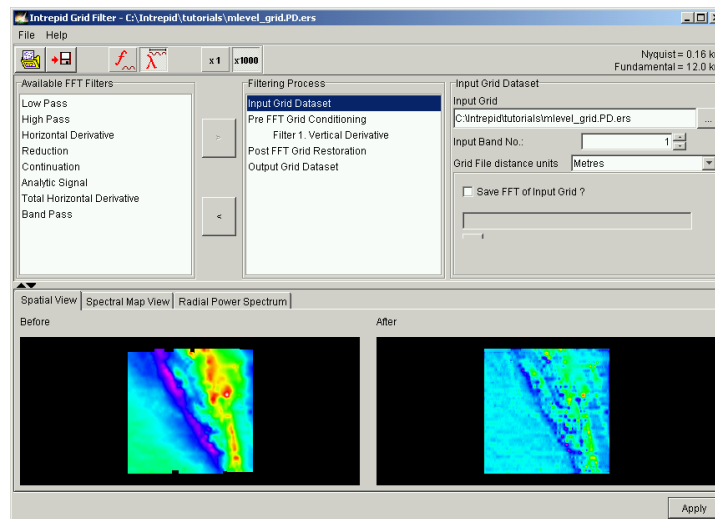 Intrepid Grid Filter - C:\Intrepid\tutorials\mlevel_grid.PD.ers
File Help
f λ x 1 x1000
Nyquist = 0.16
Fundamental = 12.0
Available FFT Filters
Low Pass
High Pass
Horizontal Derivative
Reduction
Continuation
Analytic Signal
Total Horizontal Derivative
Band Pass
>
<
Filtering Process
Input Grid Dataset
Pre FFT Grid Conditioning
Filter 1. Vertical Derivative
Post FFT Grid Restoration
Output Grid Dataset
Input Grid Dataset
Input Grid
C:\Intrepid\tutorials\mlevel_grid.PD.ers ...
Input Band No.: 1
Grid File distance units Metres
Save FFT of Input Grid ?
Spatial View Spectral Map View Radial Power Spectrum
Before
After
Apply